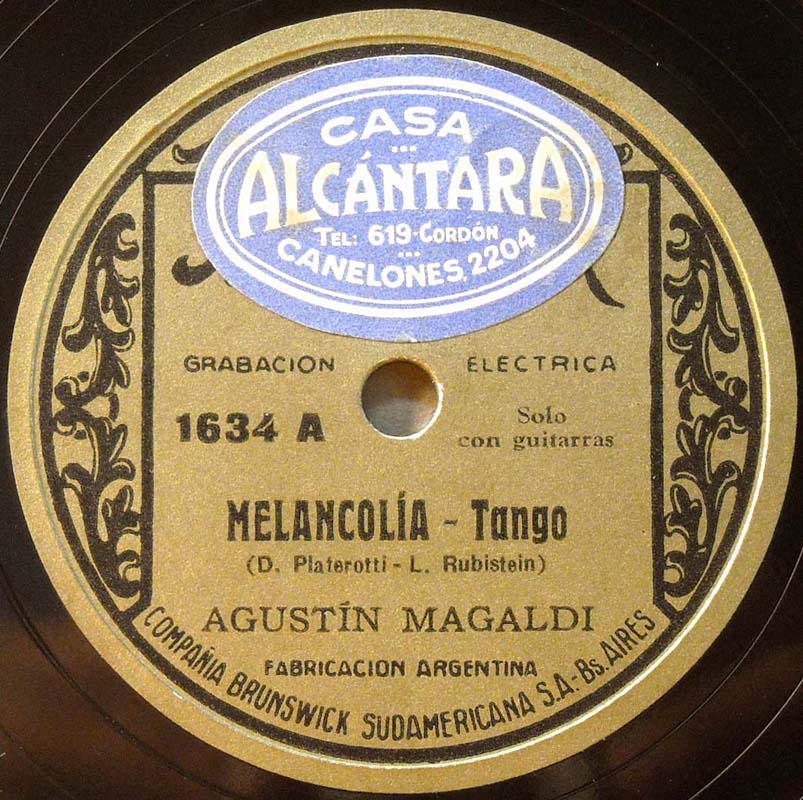 CASA
ALCÁNTARA
TEL: 619-CORDÓN
CANELONES, 2204
GRABACION ELECTRICA
1634 A
Solo
con guitarras
MELANCOLÍA - Tango
(D. Platerotti - L. Rubistein)
AGUSTÍN MAGALDI
FABRICACION ARGENTINA
COMPAÑIA BRUNSWICK SUDAMERICANA S.A.-Bs. AIRES